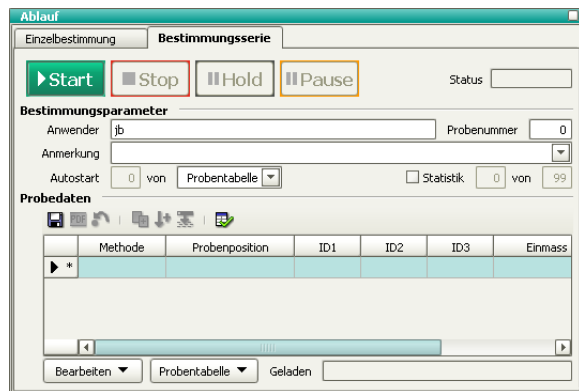 Ablauf
Einzelbestimmung Bestimmungsserie
Start Stop Hold Pause Status
Bestimmungsparameter
Anwender jb Probenummer 0
Anmerkung
Autostart 0 von Probentabelle Statistik 0 von 99
Probedaten
PDF
Methode Probenposition ID1 ID2 ID3 Einmass
*
Bearbeiten Probentabelle Geladen